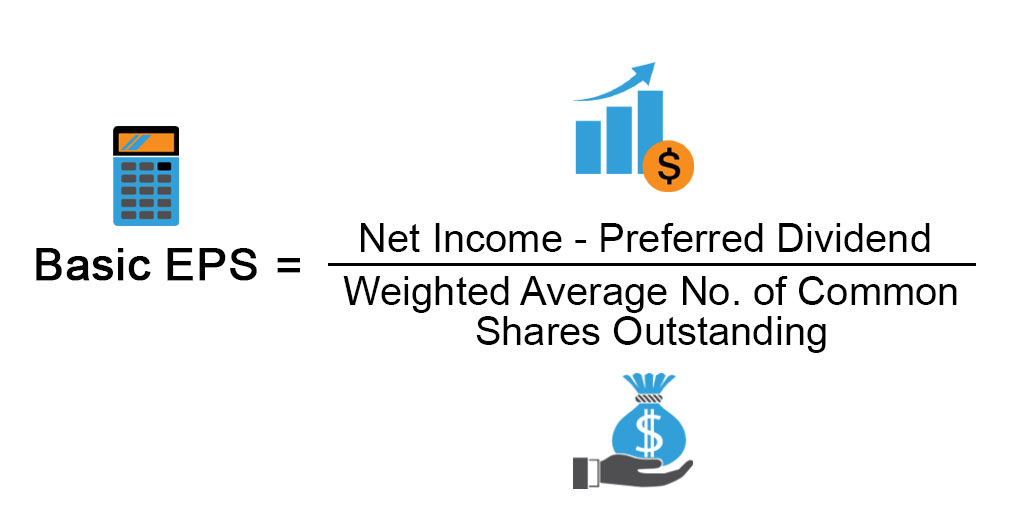 $
Basic EPS =
Net Income - Preferred Dividend
Weighted Average No. of Common
Shares Outstanding
$